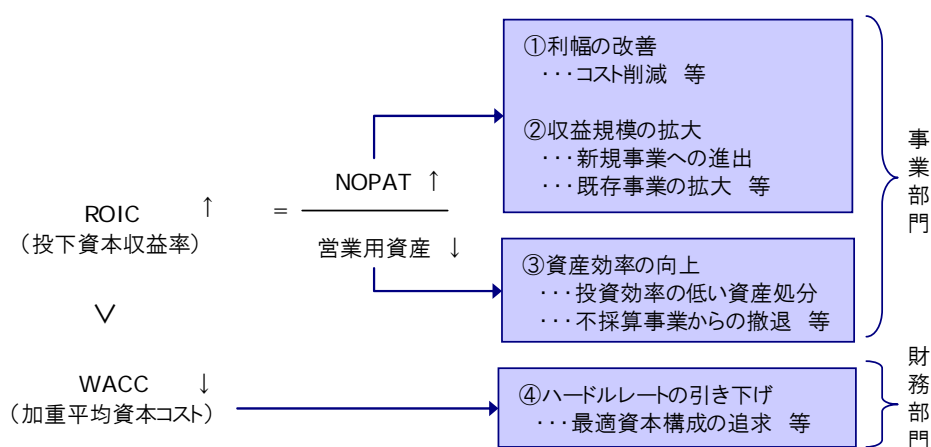 ①利幅の改善
・・・コスト削減 等
②収益規模の拡大
・・・新規事業への進出
・・・既存事業の拡大 等
事業部門
NOPAT ↑
ROIC ↑
(投下資本収益率)
=
営業用資産 ↓
③資産効率の向上
・・・投資効率の低い資産処分
・・・不採算事業からの撤退 等
∨
WACC ↓
(加重平均資本コスト)
④ハードルレートの引き下げ
・・・最適資本構成の追求 等
財務部門